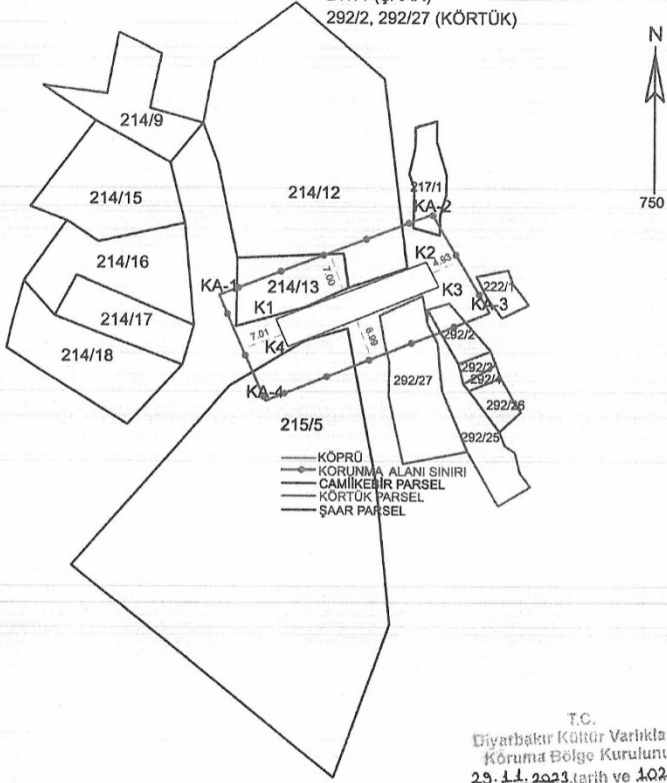 292/2, 292/27 (KÖRTÜK)
N
750
214/9
214/15
214/12
217/1
KA-2
214/16
K2
4.93
KA-1
7.00
214/13
K3
222/1
KA-3
K1
214/17
7.01
K4
6.99
292/2
214/18
292/27
KA-4
292/4
292/26
215/5
292/25
KÖPRÜ
KORUNMA ALANI SINIRI
CAMİİKEBİR PARSEL
KÖRTÜK PARSEL
ŞAAR PARSEL
T.C.
Diyarbakır Kültür Varlıkla
Koruma Bölge Kurulunu
29.11.2023 tarih ve 102